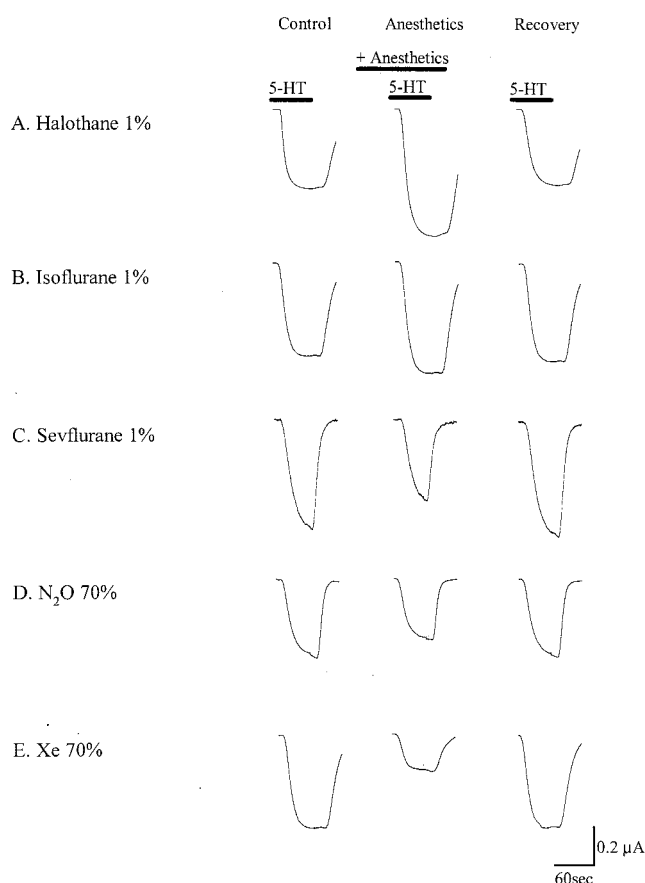 Control Anesthetics Recovery
+ Anesthetics
5-HT 5-HT 5-HT
A. Halothane 1%
B. Isoflurane 1%
C. Sevflurane 1%
D. N₂O 70%
E. Xe 70%
0.2 µA
60sec